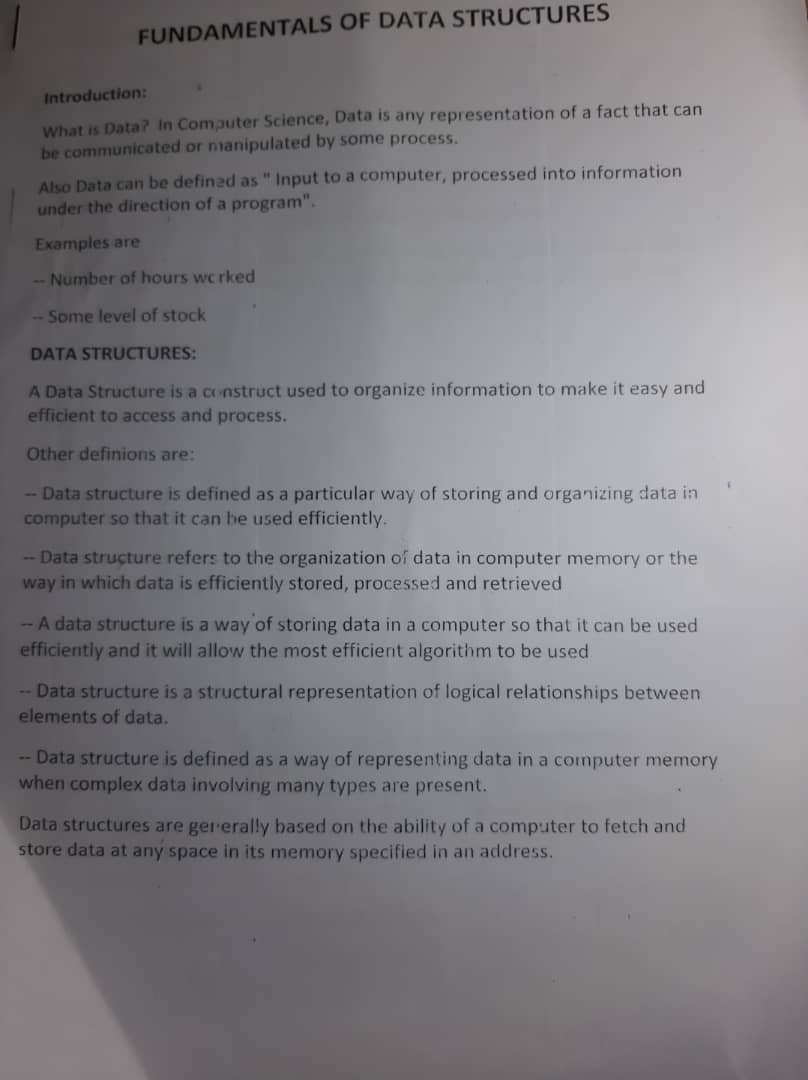 FUNDAMENTALS OF DATA STRUCTURES
Introduction:
What is Data? In Computer Science, Data is any representation of a fact that can
be communicated or manipulated by some process.
Also Data can be defined as " Input to a computer, processed into information
under the direction of a program".
Examples are
-- Number of hours worked
-- Some level of stock
DATA STRUCTURES:
A Data Structure is a construct used to organize information to make it easy and
efficient to access and process.
Other definions are:
-- Data structure is defined as a particular way of storing and organizing data in
computer so that it can be used efficiently.
-- Data structure refers to the organization of data in computer memory or the
way in which data is efficiently stored, processed and retrieved
-- A data structure is a way of storing data in a computer so that it can be used
efficiently and it will allow the most efficient algorithm to be used
-- Data structure is a structural representation of logical relationships between
elements of data.
-- Data structure is defined as a way of representing data in a computer memory
when complex data involving many types are present.
Data structures are generally based on the ability of a computer to fetch and
store data at any space in its memory specified in an address.